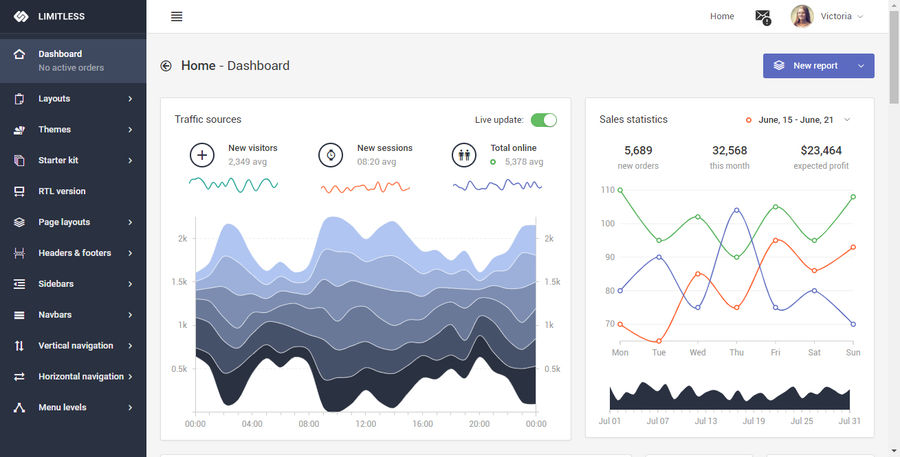 LIMITLESS
Home
Victoria
Dashboard
No active orders
Layouts
Themes
Starter kit
RTL version
Page layouts
Headers & footers
Sidebars
Navbars
Vertical navigation
Horizontal navigation
Menu levels
Home - Dashboard
New report
Traffic sources
Live update:
New visitors
2,349 avg
New sessions
08:20 avg
Total online
5,378 avg
2k 2k
1.5k 1.5k
1k 1k
0.5k 0.5k
00:00 04:00 08:00 12:00 16:00 20:00 00:00
Sales statistics
June, 15 - June, 21
5,689 32,568 $23,464
new orders this month expected profit
110
100
90
80
70
Mon Tue Wed Thu Fri Sat Sun
Jul 01 Jul 07 Jul 13 Jul 19 Jul 25 Jul 31